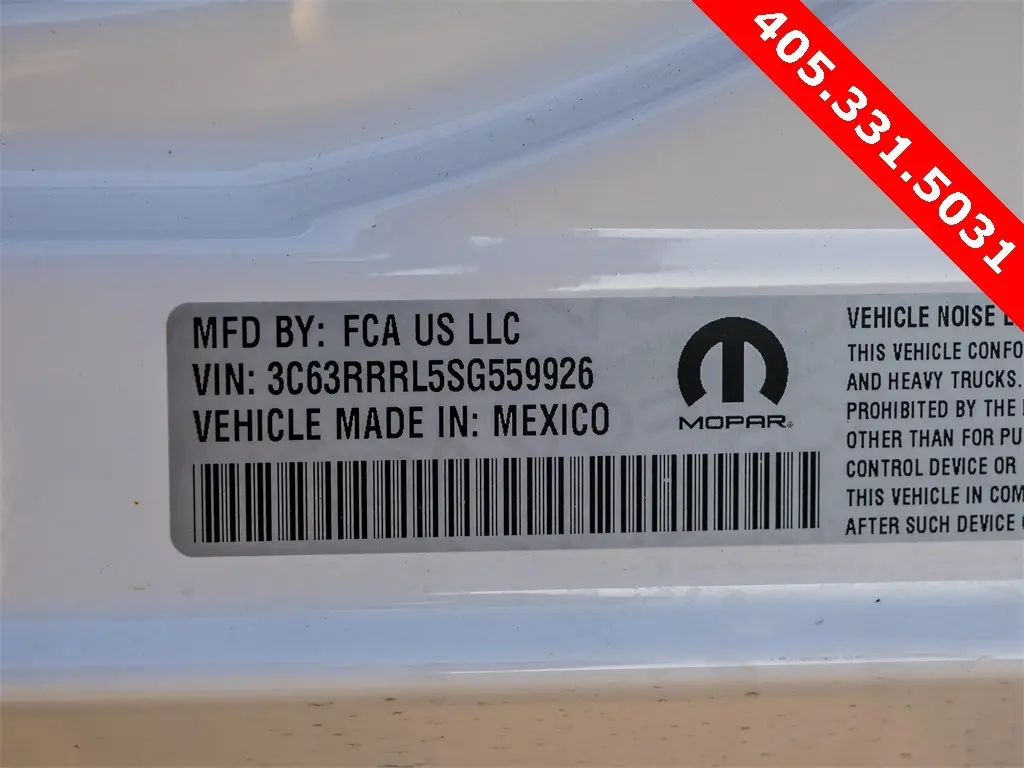 405.331.5031
MFD BY: FCA US LLC
VIN: 3C63RRRL5SG559926
VEHICLE MADE IN: MEXICO
MOPAR
VEHICLE NOISE
THIS VEHICLE CONFO
AND HEAVY TRUCKS.
PROHIBITED BY THE
OTHER THAN FOR PU
CONTROL DEVICE OR
THIS VEHICLE IN COM
AFTER SUCH DEVICE